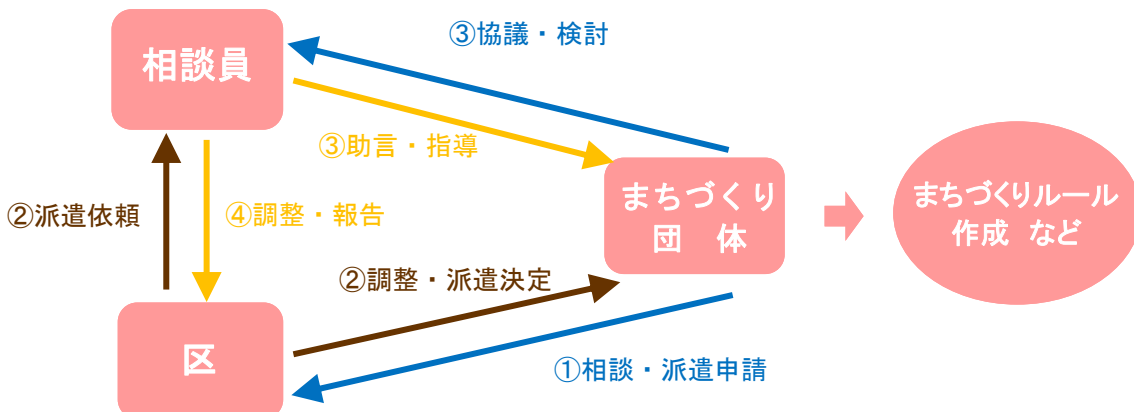 ③協議・検討
相談員
③助言・指導
まちづくり
団　体
まちづくりルール
作成 など
②派遣依頼
④調整・報告
②調整・派遣決定
区
①相談・派遣申請